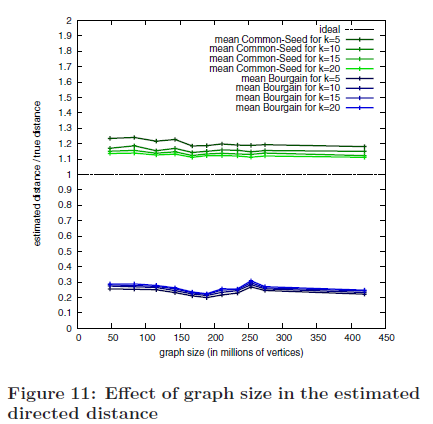 2
1.9
1.8
1.7
1.6
1.5
1.4
1.3
1.2
1.1
1
0.9
0.8
0.7
0.6
0.5
0.4
0.3
0.2
0.1
0
estimated distance / true distance
ideal
mean Common-Seed for k=5
mean Common-Seed for k=10
mean Common-Seed for k=15
mean Common-Seed for k=20
mean Bourgain for k=5
mean Bourgain for k=10
mean Bourgain for k=15
mean Bourgain for k=20
0 50 100 150 200 250 300 350 400 450
graph size (in millions of vertices)
Figure 11: Effect of graph size in the estimated
directed distance